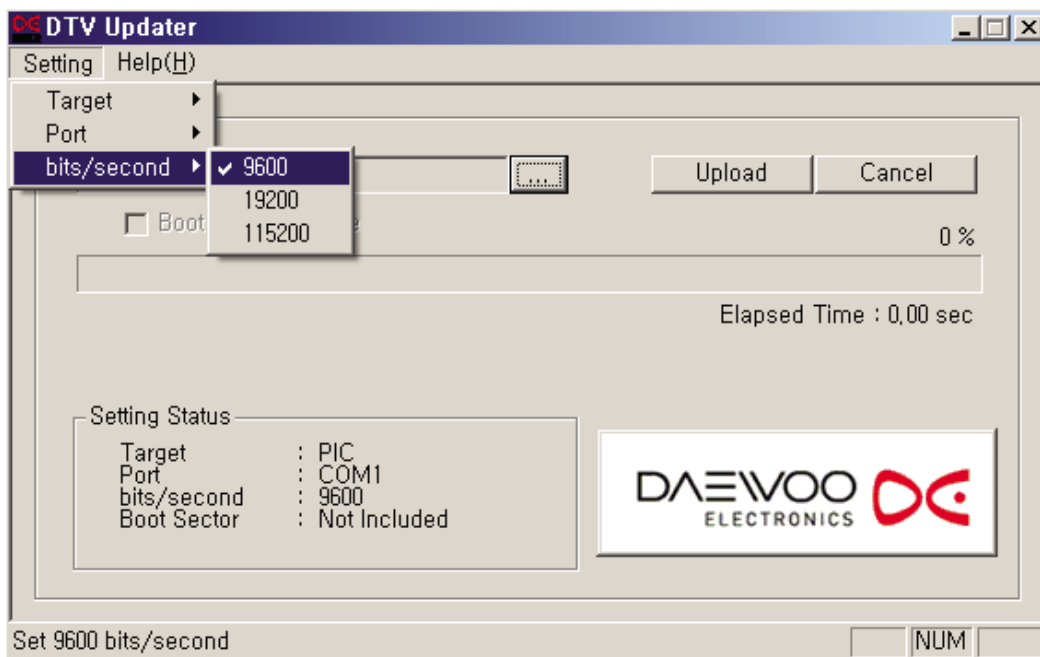 DTV Updater
Setting Help(H)
Target
Port
bits/second
9600
19200
115200
...
Upload Cancel
Boot
0 %
Elapsed Time : 0,00 sec
Setting Status
Target : PIC
Port : COM1
bits/second : 9600
Boot Sector : Not Included
DAEWOO
ELECTRONICS
Set 9600 bits/second
NUM